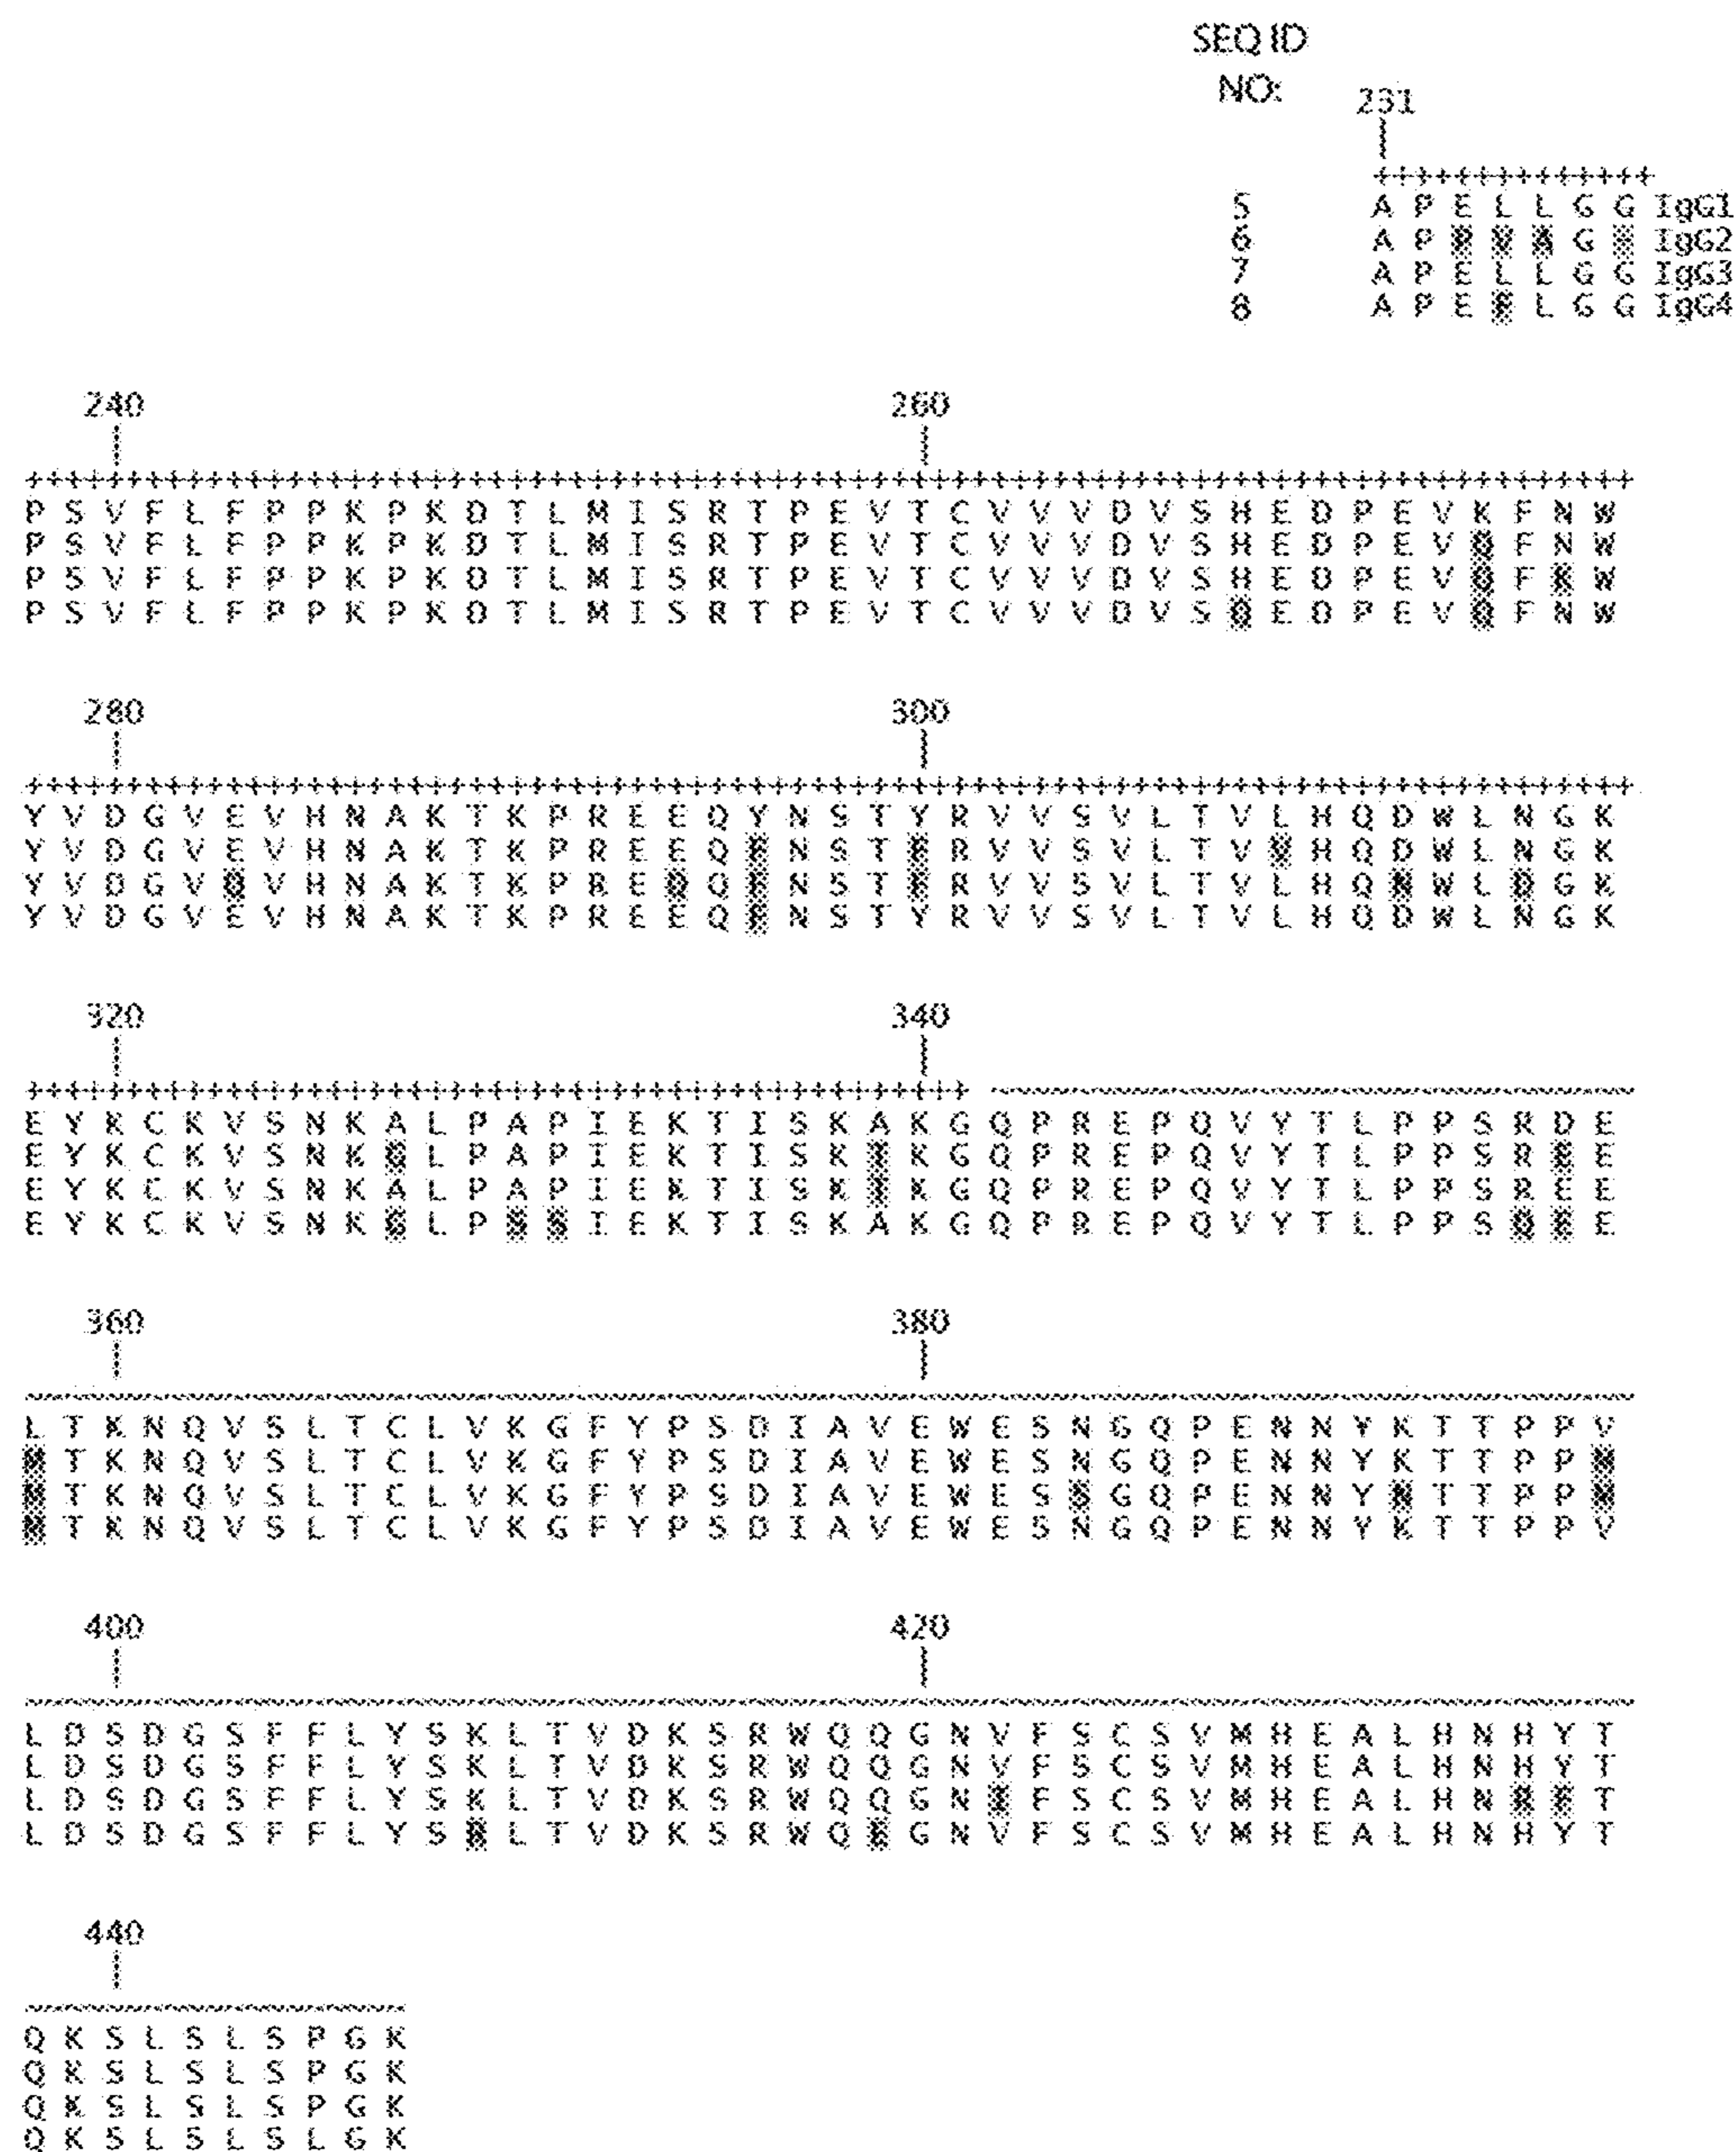 SEQ ID
NO:
231
+++++++++++++
5 A P E L L G G IgG1
6 A P P V A G IgG2
7 A P E L L G G IgG3
8 A P E F L G G IgG4
240 260
P S V F L F P P K P K D T L M I S R T P E V T C V V V D V S H E D P E V K F N W
P S V F L F P P K P K D T L M I S R T P E V T C V V V D V S H E D P E V Q F N W
P S V F L F P P K P K D T L M I S R T P E V T C V V V D V S H E D P E V Q F K W
P S V F L F P P K P K D T L M I S R T P E V T C V V V D V S Q E D P E V Q F N W
280 300
Y V D G V E V H N A K T K P R E E Q Y N S T Y R V V S V L T V L H Q D W L N G K
Y V D G V E V H N A K T K P R E E Q F N S T F R V V S V L T V V H Q D W L N G K
Y V D G V Q V H N A K T K P R E Q Q F N S T F R V V S V L T V L H Q N W L D G K
Y V D G V E V H N A K T K P R E E Q F N S T Y R V V S V L T V L H Q D W L N G K
320 340
E Y K C K V S N K A L P A P I E K T I S K A K G Q P R E P Q V Y T L P P S R D E
E Y K C K V S N K G L P A P I E K T I S K T K G Q P R E P Q V Y T L P P S R E E
E Y K C K V S N K A L P A P I E K T I S K T K G Q P R E P Q V Y T L P P S R E E
E Y K C K V S N K G L P S S I E K T I S K A K G Q P R E P Q V Y T L P P S Q E E
360 380
L T K N Q V S L T C L V K G F Y P S D I A V E W E S N G Q P E N N Y K T T P P V
M T K N Q V S L T C L V K G F Y P S D I A V E W E S N G Q P E N N Y K T T P P M
M T K N Q V S L T C L V K G F Y P S D I A V E W E S S G Q P E N N Y N T T P P M
M T K N Q V S L T C L V K G F Y P S D I A V E W E S N G Q P E N N Y K T T P P V
400 420
L D S D G S F F L Y S K L T V D K S R W Q Q G N V F S C S V M H E A L H N H Y T
L D S D G S F F L Y S K L T V D K S R W Q Q G N V F S C S V M H E A L H N H Y T
L D S D G S F F L Y S K L T V D K S R W Q Q G N I F S C S V M H E A L H N R F T
L D S D G S F F L Y S R L T V D K S R W Q E G N V F S C S V M H E A L H N H Y T
440
Q K S L S L S P G K
Q K S L S L S P G K
Q K S L S L S P G K
Q K S L S L S L G K